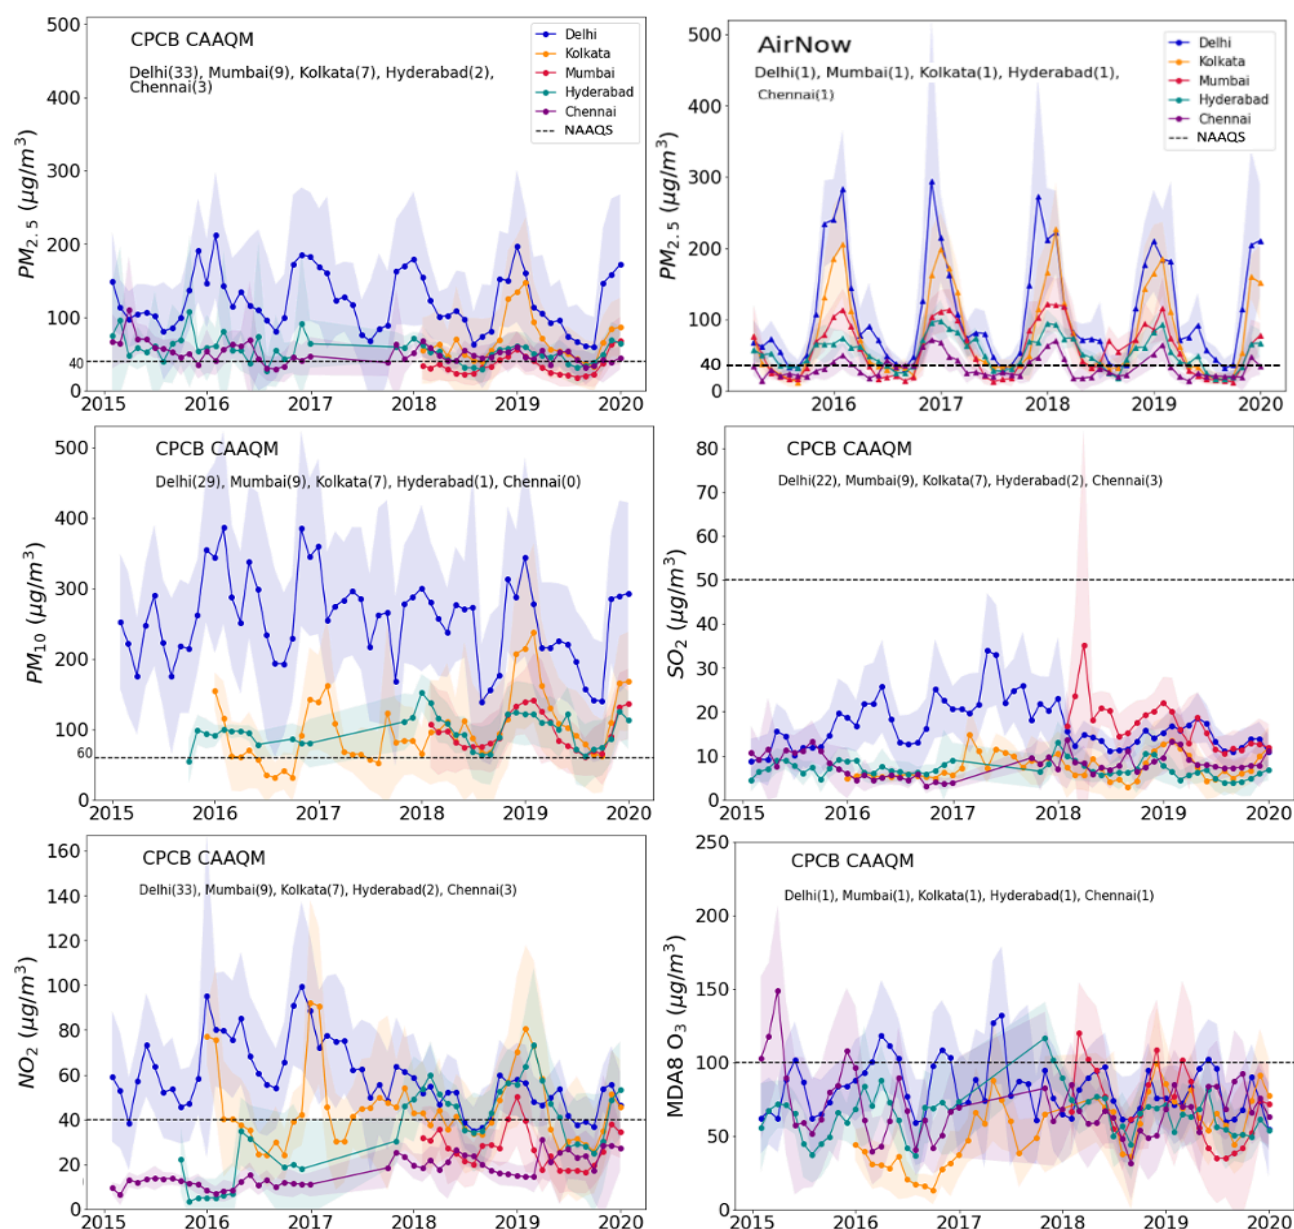 CPCB CAAQM
Delhi(33), Mumbai(9), Kolkata(7), Hyderabad(2),
Chennai(3)
Delhi
Kolkata
Mumbai
Hyderabad
Chennai
NAAQS
PM2.5 (μg/m3)
500
400
300
200
100
40
0
2015 2016 2017 2018 2019 2020
AirNow
Delhi(1), Mumbai(1), Kolkata(1), Hyderabad(1),
Chennai(1)
Delhi
Kolkata
Mumbai
Hyderabad
Chennai
NAAQS
PM2.5 (μg/m3)
500
400
300
200
100
40
0
2016 2017 2018 2019 2020
CPCB CAAQM
Delhi(29), Mumbai(9), Kolkata(7), Hyderabad(1), Chennai(0)
PM10 (μg/m3)
500
400
300
200
100
60
0
2015 2016 2017 2018 2019 2020
CPCB CAAQM
Delhi(22), Mumbai(9), Kolkata(7), Hyderabad(2), Chennai(3)
SO2 (μg/m3)
80
70
60
50
40
30
20
10
0
2015 2016 2017 2018 2019 2020
CPCB CAAQM
Delhi(33), Mumbai(9), Kolkata(7), Hyderabad(2), Chennai(3)
NO2 (μg/m3)
160
140
120
100
80
60
40
20
0
2015 2016 2017 2018 2019 2020
CPCB CAAQM
Delhi(1), Mumbai(1), Kolkata(1), Hyderabad(1), Chennai(1)
MDA8 O3 (μg/m3)
250
200
150
100
50
0
2015 2016 2017 2018 2019 2020